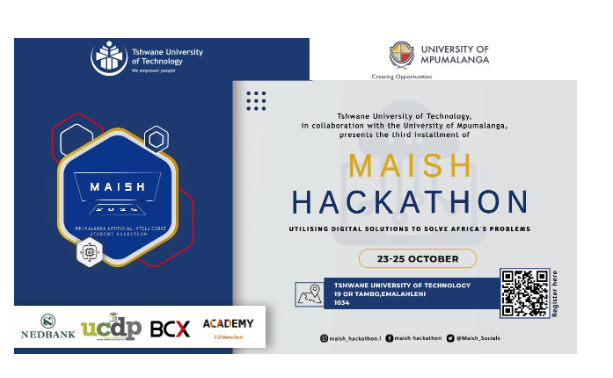 Tshwane University
of Technology
We empower people
UNIVERSITY OF
MPUMALANGA
Creating Opportunities
MAISH
2024
MPUMALANGA ARTIFICIAL INTELLIGENCE
STUDENT HACKATHON
AI
Tshwane University of Technology,
in collaboration with the University of Mpumalanga,
presents the third installment of
MAISH
HACKATHON
UTILISING DIGITAL SOLUTIONS TO SOLVE AFRICA'S PROBLEMS
23-25 OCTOBER
TSHWANE UNIVERSITY OF TECHNOLOGY
19 OR TAMBO,EMALAHLENI
1034
Register here
NEDBANK
ucdp
BCX
ACADEMY
maish_hackathon.1 maish hackathon @Maish_Socials